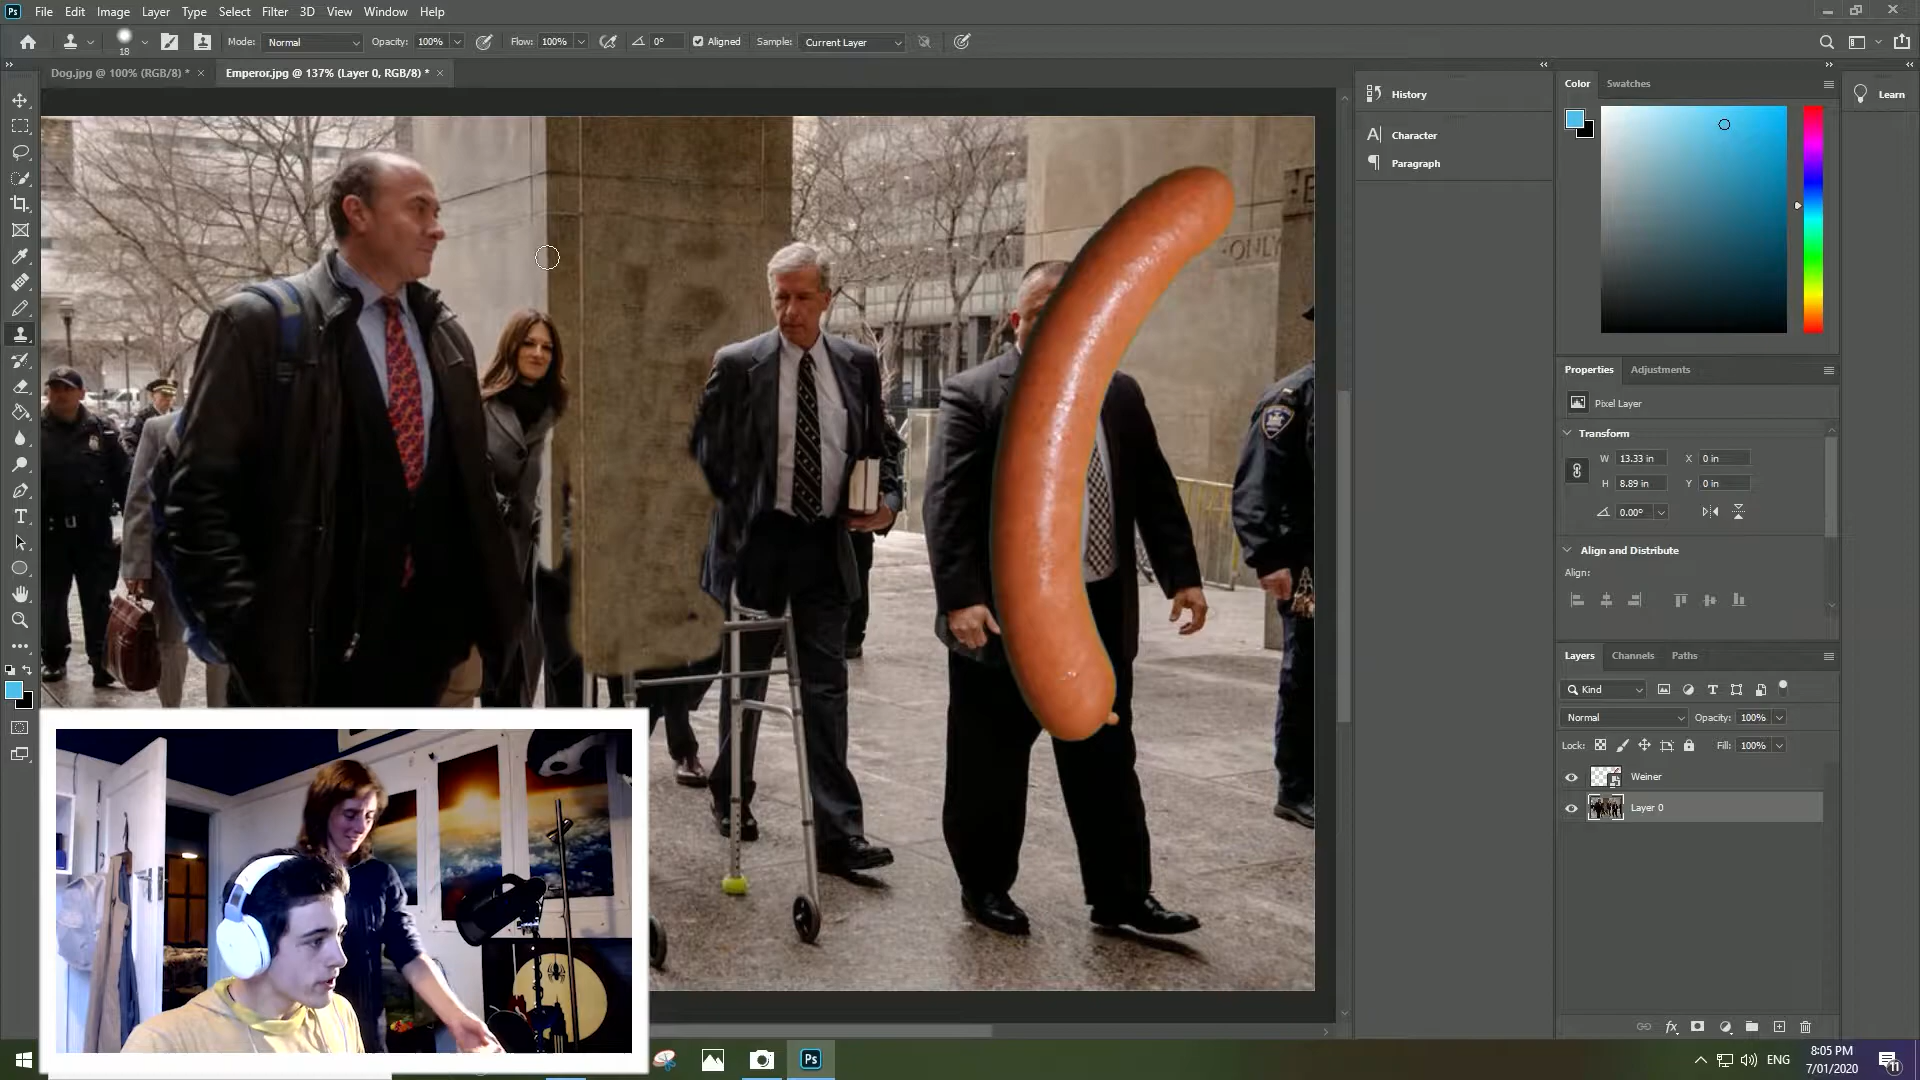 Ps File Edit Image Layer Type Select Filter 3D View Window Help
18 Mode: Normal Opacity: 100% Flow: 100% 0° Aligned Sample: Current Layer
Dog.jpg @ 100% (RGB/8) * × Emperor.jpg @ 137% (Layer 0, RGB/8) * ×
History
Character
Paragraph
Color Swatches
Learn
ONLY
Properties Adjustments
Pixel Layer
Transform
W 13.33 in X 0 in
H 8.89 in Y 0 in
0.00°
Align and Distribute
Align:
Layers Channels Paths
Kind
Normal Opacity: 100%
Lock: Fill: 100%
Weiner
Layer 0
fx
Ps
ENG
8:05 PM
7/01/2020
11